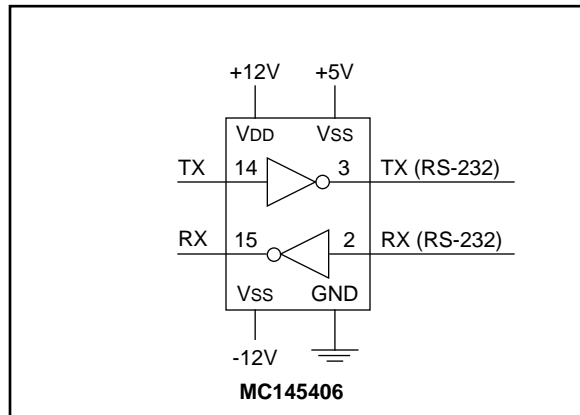 +12V +5V
VDD VSS
TX 14 3 TX (RS-232)
RX 15 2 RX (RS-232)
VSS GND
-12V
MC145406